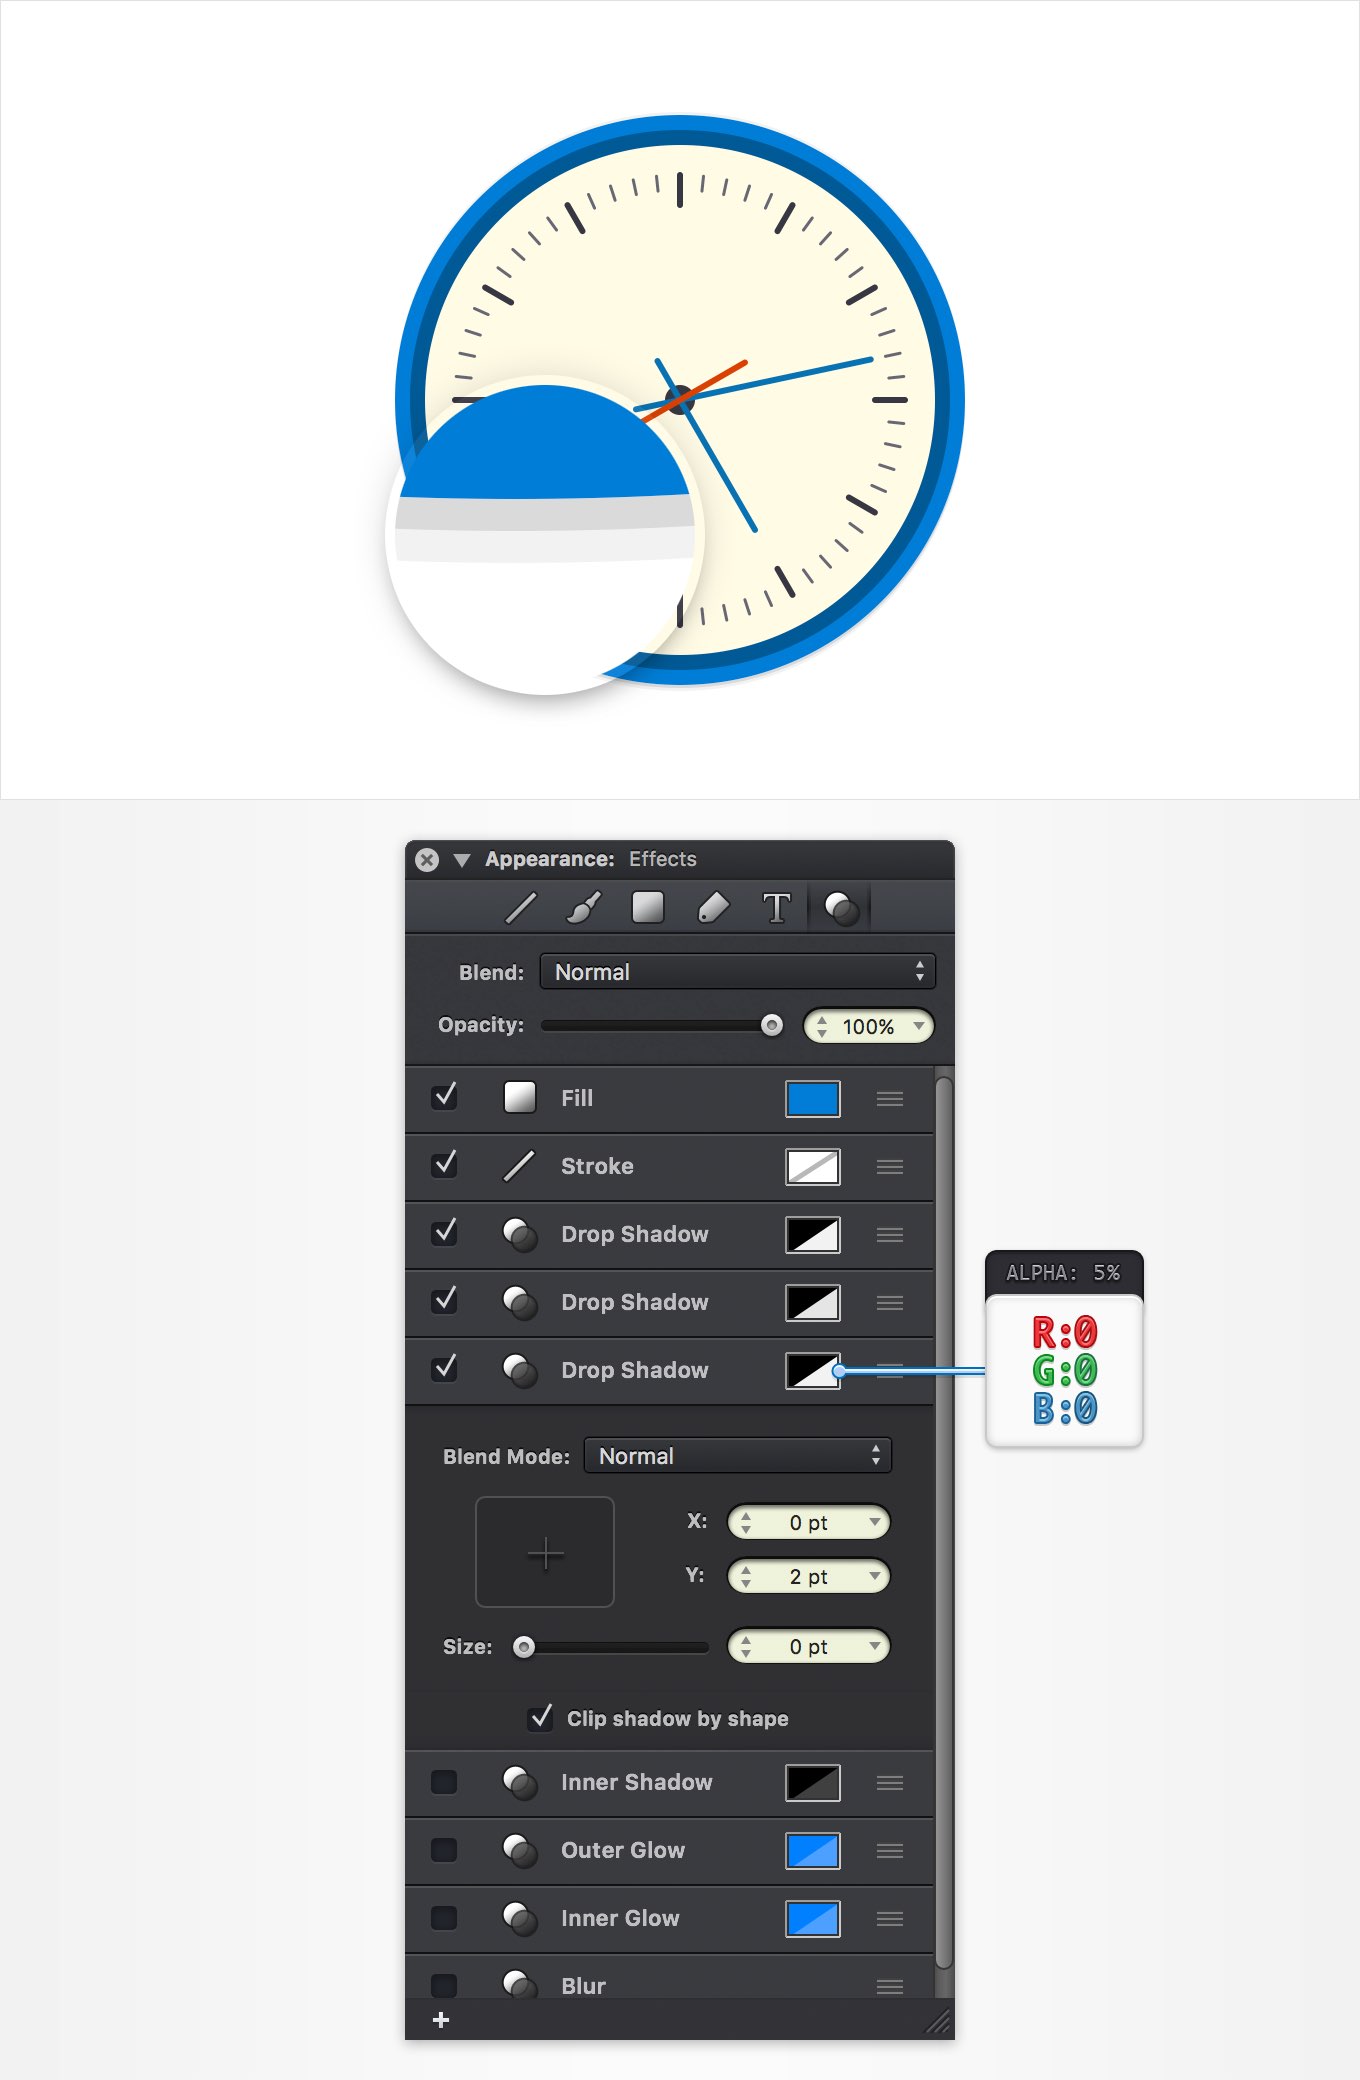 Appearance: Effects
T
Blend: Normal
Opacity: 100%
Fill
Stroke
Drop Shadow
Drop Shadow
Drop Shadow
ALPHA: 5%
R:0
G:0
B:0
Blend Mode: Normal
X: 0 pt
Y: 2 pt
Size: 0 pt
Clip shadow by shape
Inner Shadow
Outer Glow
Inner Glow
Blur
+